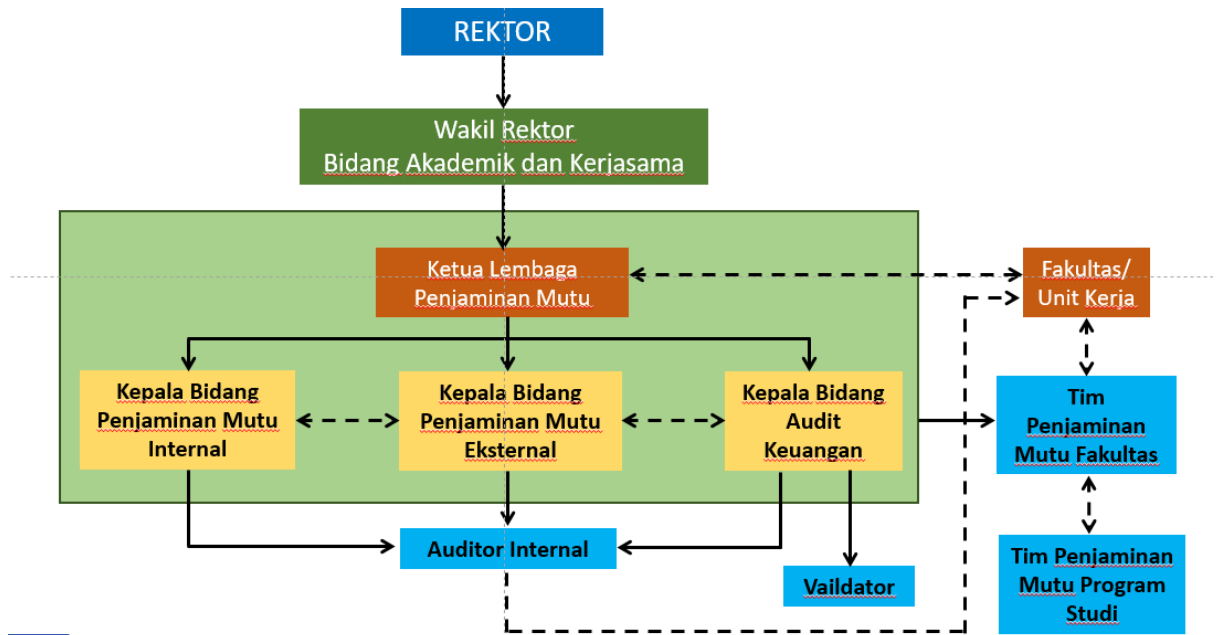 REKTOR
Wakil Rektor
Bidang Akademik dan Kerjasama
Ketua Lembaga
Penjaminan Mutu
Fakultas/
Unit Kerja
Kepala Bidang
Penjaminan Mutu
Internal
Kepala Bidang
Penjaminan Mutu
Eksternal
Kepala Bidang
Audit
Keuangan
Tim
Penjaminan
Mutu Fakultas
Auditor Internal
Vaildator
Tim Penjaminan
Mutu Program
Studi